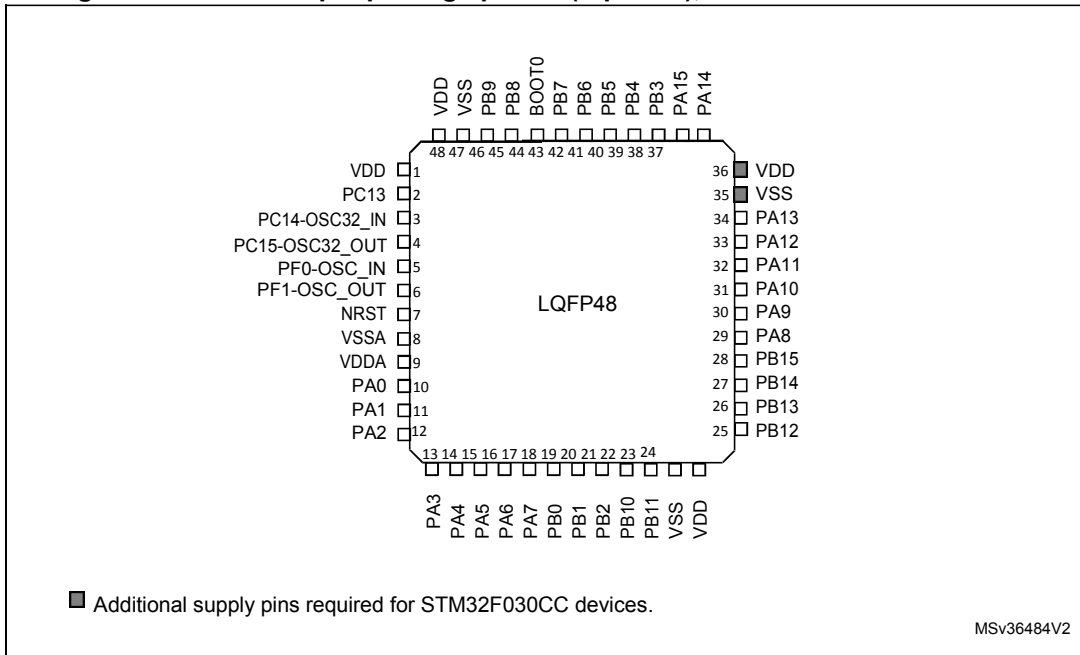 VDD
VSS
PB9
PB8
BOOT0
PB7
PB6
PB5
PB4
PB3
PA15
PA14
48 47 46 45 44 43 42 41 40 39 38 37
VDD 1
PC13 2
PC14-OSC32_IN 3
PC15-OSC32_OUT 4
PF0-OSC_IN 5
PF1-OSC_OUT 6
NRST 7
VSSA 8
VDDA 9
PA0 10
PA1 11
PA2 12
LQFP48
36 VDD
35 VSS
34 PA13
33 PA12
32 PA11
31 PA10
30 PA9
29 PA8
28 PB15
27 PB14
26 PB13
25 PB12
13 14 15 16 17 18 19 20 21 22 23 24
PA3
PA4
PA5
PA6
PA7
PB0
PB1
PB2
PB10
PB11
VSS
VDD
Additional supply pins required for STM32F030CC devices.
MSv36484V2